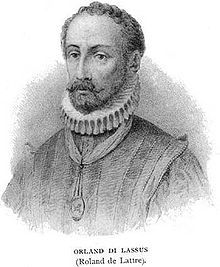 ORLAND DI LASSUS
(Roland de Lattre).